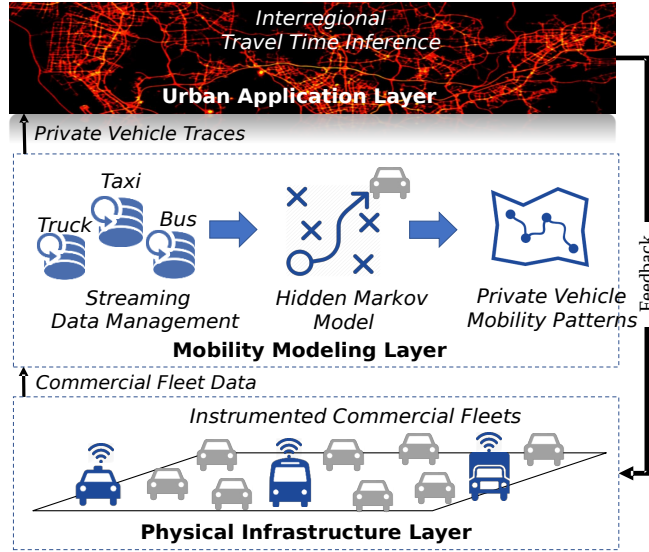 Interregional
Travel Time Inference
Urban Application Layer
Private Vehicle Traces
Taxi
Truck
Bus
Streaming
Data Management
Hidden Markov
Model
Private Vehicle
Mobility Patterns
Mobility Modeling Layer
Feedback
Commercial Fleet Data
Instrumented Commercial Fleets
Physical Infrastructure Layer